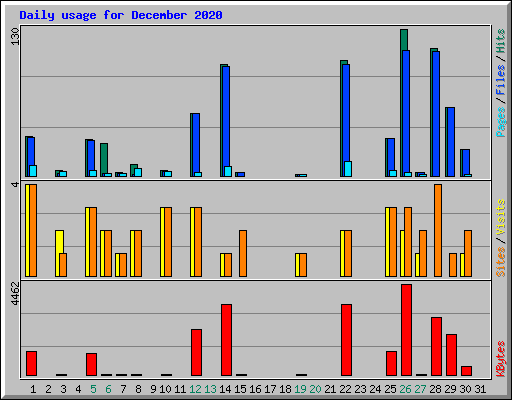 Daily usage for December 2020
130
Pages / Files / Hits
4
Sites / Visits
4462
KBytes
1 2 3 4 5 6 7 8 9 10 11 12 13 14 15 16 17 18 19 20 21 22 23 24 25 26 27 28 29 30 31